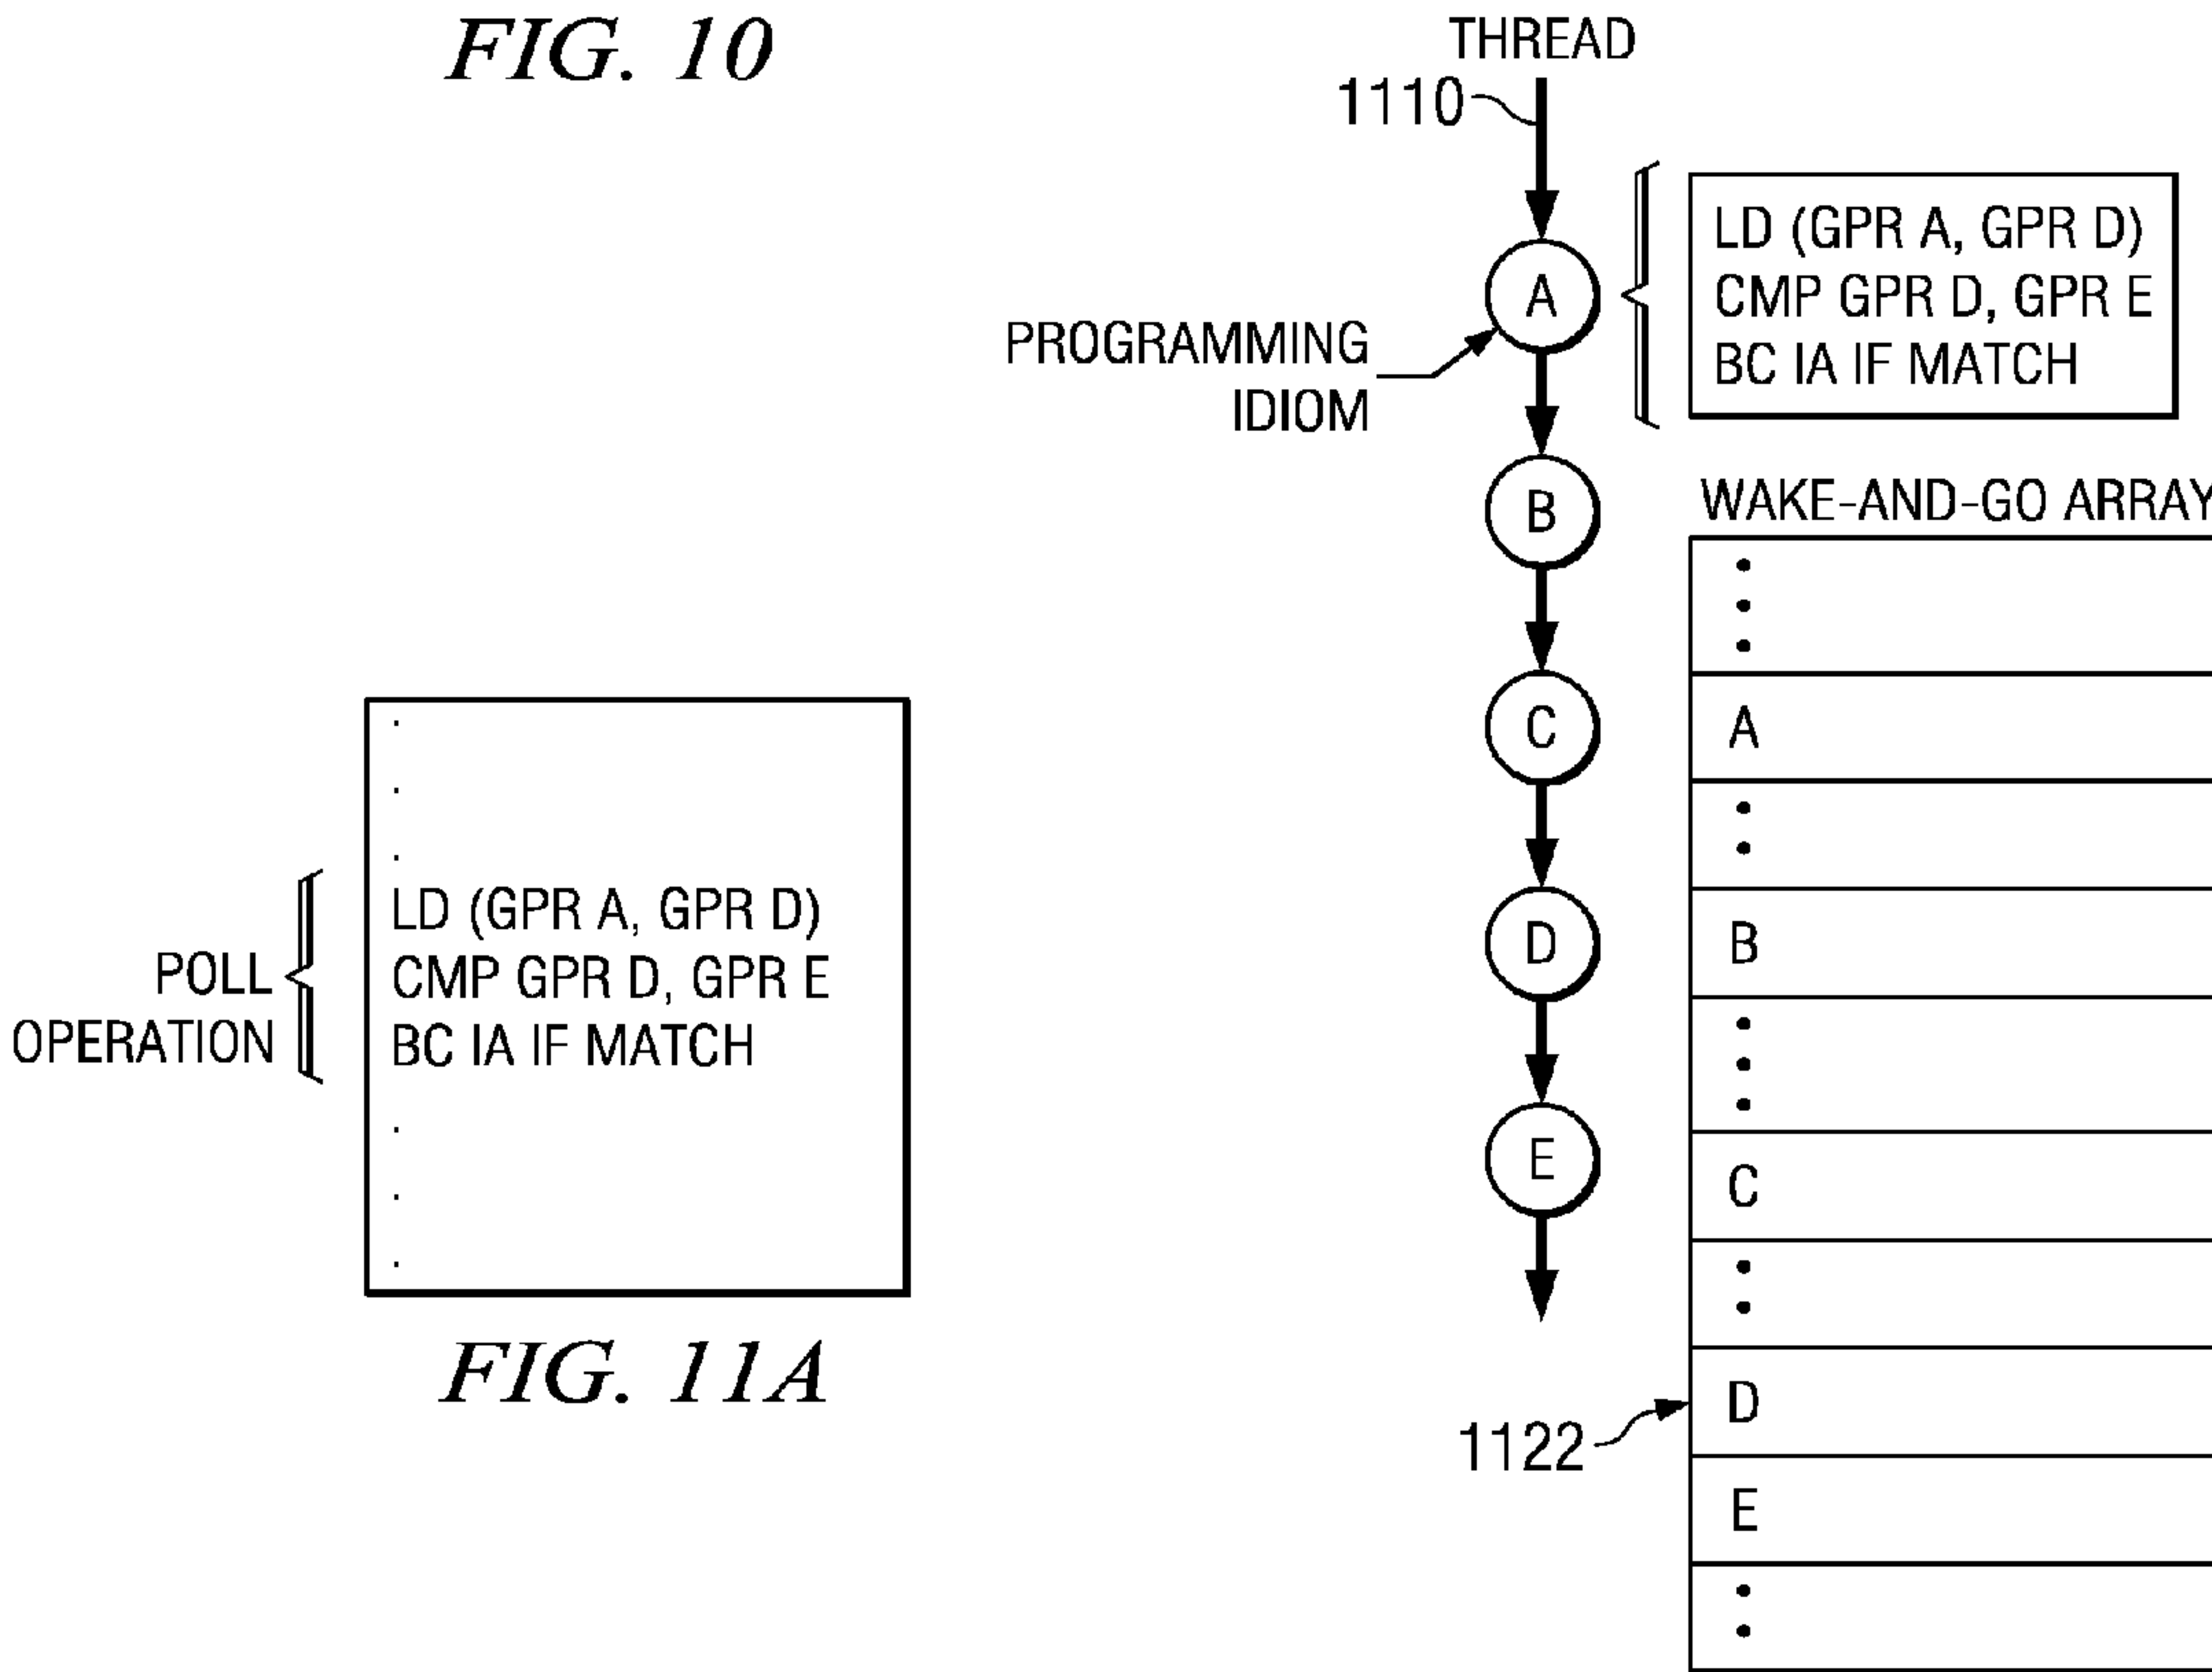 FIG. 10
POLL
OPERATION
.
.
.
LD (GPR A, GPR D)
CMP GPR D, GPR E
BC IA IF MATCH
.
.
.
FIG. 11A
THREAD
1110
PROGRAMMING
IDIOM
A
B
C
D
E
LD (GPR A, GPR D)
CMP GPR D, GPR E
BC IA IF MATCH
WAKE-AND-GO ARRAY
A
B
C
D
E
1122